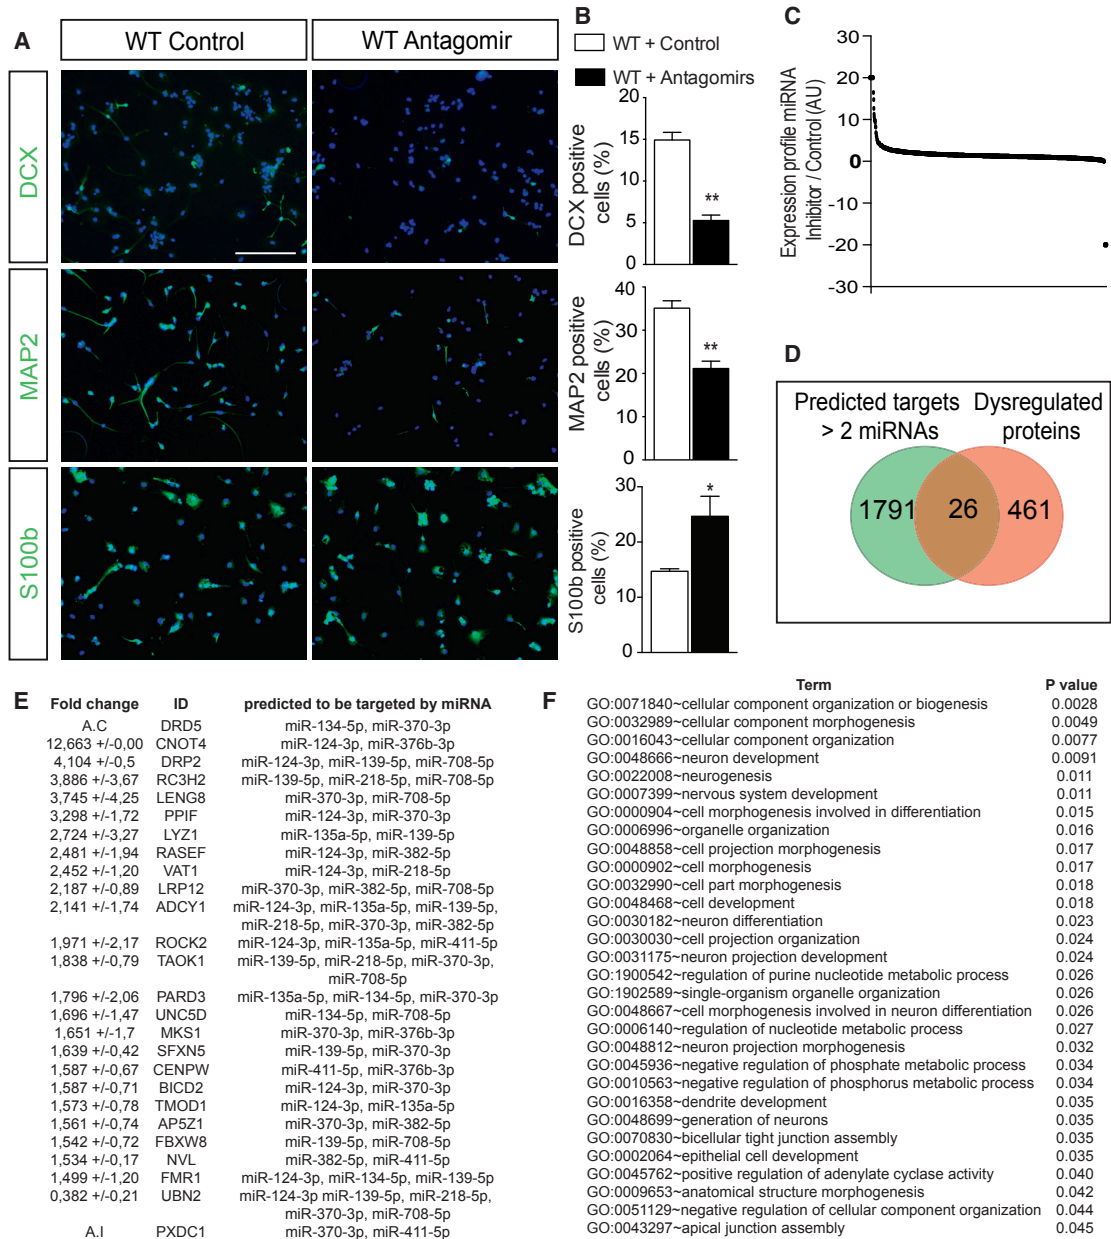 A
WT Control
WT Antagomir
DCX
MAP2
S100b
B
WT + Control
WT + Antagomirs
DCX positive
cells (%)
20
15
10
5
0
**
MAP2 positive
cells (%)
40
30
20
10
0
**
S100b positive
cells (%)
30
20
10
0
*
C
Expression profile miRNA
Inhibitor / Control (AU)
30
20
10
0
-10
-20
-30
D
Predicted targets
> 2 miRNAs
Dysregulated
proteins
1791
26
461
E
Fold change ID predicted to be targeted by miRNA
A.C DRD5 miR-134-5p, miR-370-3p
12,663 +/-0,00 CNOT4 miR-124-3p, miR-376b-3p
4,104 +/-0,5 DRP2 miR-124-3p, miR-139-5p, miR-708-5p
3,886 +/-3,67 RC3H2 miR-139-5p, miR-218-5p, miR-708-5p
3,745 +/-4,25 LENG8 miR-370-3p, miR-708-5p
3,298 +/-1,72 PPIF miR-124-3p, miR-370-3p
2,724 +/-3,27 LYZ1 miR-135a-5p, miR-139-5p
2,481 +/-1,94 RASEF miR-124-3p, miR-382-5p
2,452 +/-1,20 VAT1 miR-124-3p, miR-218-5p
2,187 +/-0,89 LRP12 miR-370-3p, miR-382-5p, miR-708-5p
2,141 +/-1,74 ADCY1 miR-124-3p, miR-135a-5p, miR-139-5p,
miR-218-5p, miR-370-3p, miR-382-5p
1,971 +/-2,17 ROCK2 miR-124-3p, miR-135a-5p, miR-411-5p
1,838 +/-0,79 TAOK1 miR-139-5p, miR-218-5p, miR-370-3p,
miR-708-5p
1,796 +/-2,06 PARD3 miR-135a-5p, miR-134-5p, miR-370-3p
1,696 +/-1,47 UNC5D miR-134-5p, miR-708-5p
1,651 +/-1,7 MKS1 miR-370-3p, miR-376b-3p
1,639 +/-0,42 SFXN5 miR-139-5p, miR-370-3p
1,587 +/-0,67 CENPW miR-411-5p, miR-376b-3p
1,587 +/-0,71 BICD2 miR-124-3p, miR-370-3p
1,573 +/-0,78 TMOD1 miR-124-3p, miR-135a-5p
1,561 +/-0,74 AP5Z1 miR-370-3p, miR-382-5p
1,542 +/-0,72 FBXW8 miR-139-5p, miR-708-5p
1,534 +/-0,17 NVL miR-382-5p, miR-411-5p
1,499 +/-1,20 FMR1 miR-124-3p, miR-134-5p, miR-139-5p
0,382 +/-0,21 UBN2 miR-124-3p miR-139-5p, miR-218-5p,
miR-370-3p, miR-708-5p
A.I PXDC1 miR-370-3p, miR-411-5p
F
Term P value
GO:0071840~cellular component organization or biogenesis 0.0028
GO:0032989~cellular component morphogenesis 0.0049
GO:0016043~cellular component organization 0.0077
GO:0048666~neuron development 0.0091
GO:0022008~neurogenesis 0.011
GO:0007399~nervous system development 0.011
GO:0000904~cell morphogenesis involved in differentiation 0.015
GO:0006996~organelle organization 0.016
GO:0048858~cell projection morphogenesis 0.017
GO:0000902~cell morphogenesis 0.017
GO:0032990~cell part morphogenesis 0.018
GO:0048468~cell development 0.018
GO:0030182~neuron differentiation 0.023
GO:0030030~cell projection organization 0.024
GO:0031175~neuron projection development 0.024
GO:1900542~regulation of purine nucleotide metabolic process 0.026
GO:1902589~single-organism organelle organization 0.026
GO:0048667~cell morphogenesis involved in neuron differentiation 0.026
GO:0006140~regulation of nucleotide metabolic process 0.027
GO:0048812~neuron projection morphogenesis 0.032
GO:0045936~negative regulation of phosphate metabolic process 0.034
GO:0010563~negative regulation of phosphorus metabolic process 0.034
GO:0016358~dendrite development 0.035
GO:0048699~generation of neurons 0.035
GO:0070830~bicellular tight junction assembly 0.035
GO:0002064~epithelial cell development 0.035
GO:0045762~positive regulation of adenylate cyclase activity 0.040
GO:0009653~anatomical structure morphogenesis 0.042
GO:0051129~negative regulation of cellular component organization 0.044
GO:0043297~apical junction assembly 0.045